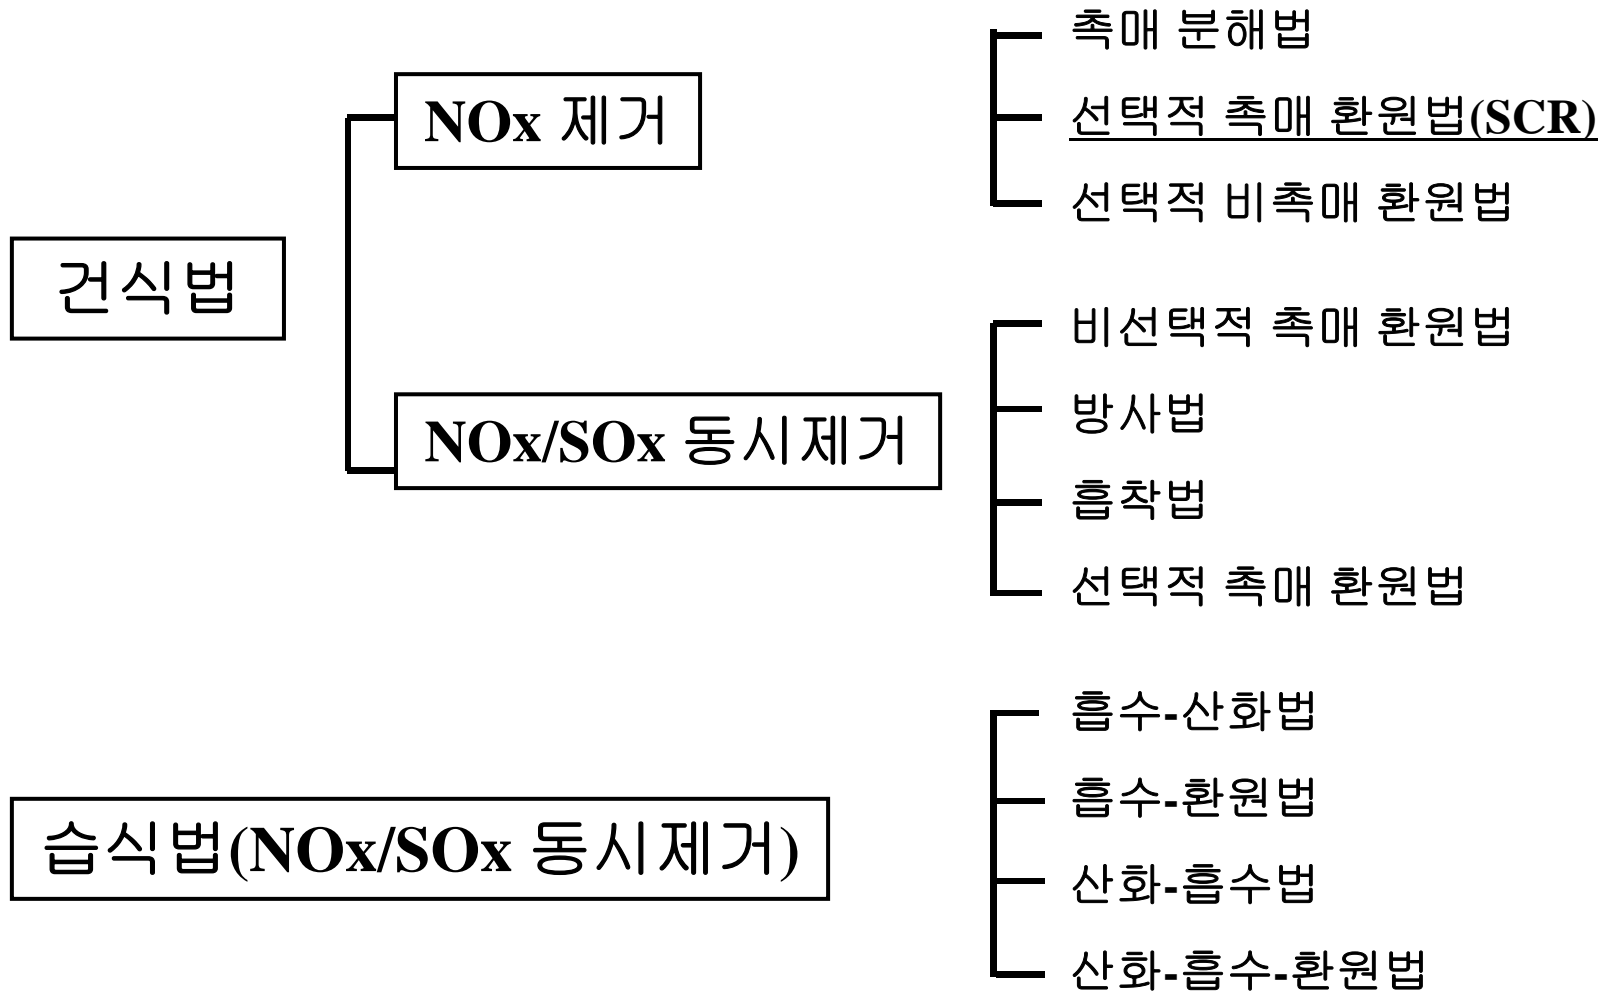 건식법
NOx 제거
촉매 분해법
선택적 촉매 환원법(SCR)
선택적 비촉매 환원법
NOx/SOx 동시제거
비선택적 촉매 환원법
방사법
흡착법
선택적 촉매 환원법
습식법(NOx/SOx 동시제거)
흡수-산화법
흡수-환원법
산화-흡수법
산화-흡수-환원법